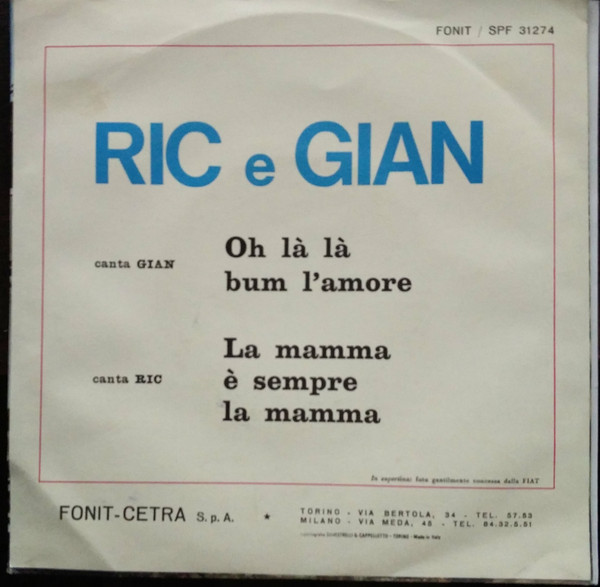 FONIT / SPF 31274
RIC e GIAN
canta GIAN
Oh là là
bum l'amore
canta RIC
La mamma
è sempre
la mamma
In copertina: foto gentilmente concessa dalla FIAT
FONIT-CETRA S.p.A. ★ TORINO - VIA BERTOLA, 34 - TEL. 57.53
MILANO - VIA MEDA, 45 - TEL. 84.32.5.51
& CAPPELLOTTO - TORINO - Made in Italy